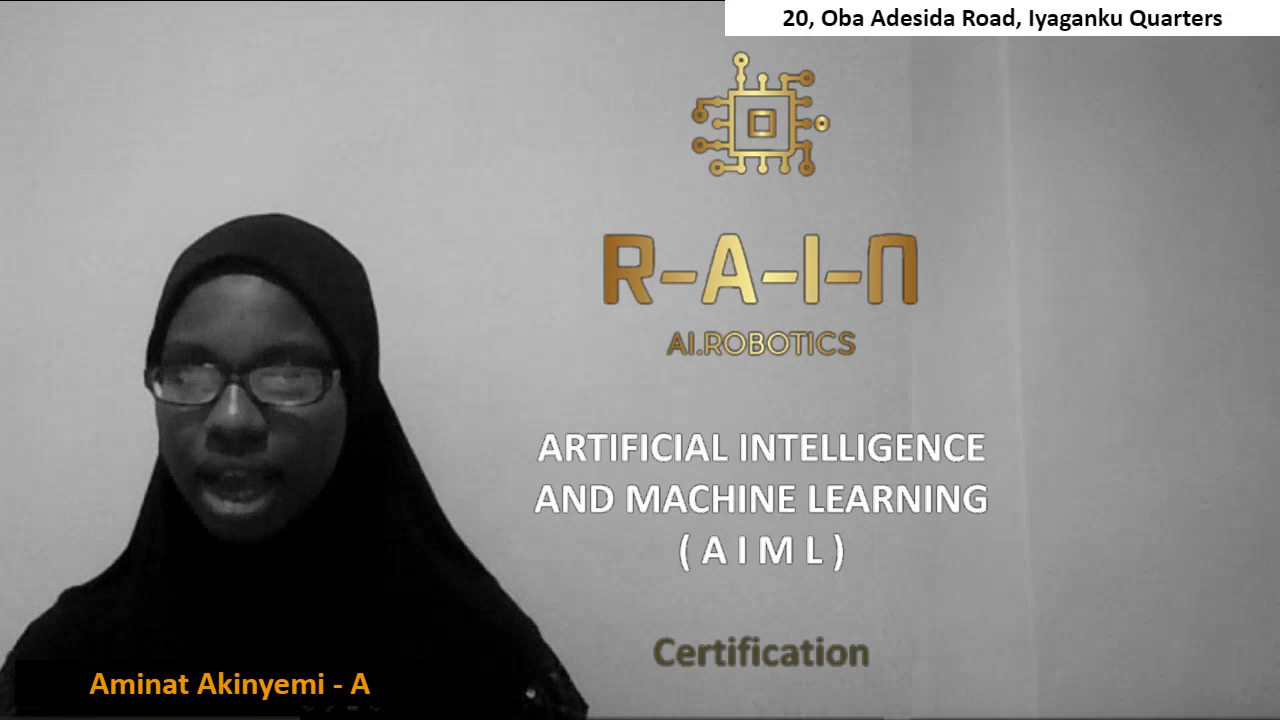 20, Oba Adesida Road, Iyaganku Quarters
R-A-I-N
AI.ROBOTICS
ARTIFICIAL INTELLIGENCE
AND MACHINE LEARNING
( A I M L )
Certification
Aminat Akinyemi - A